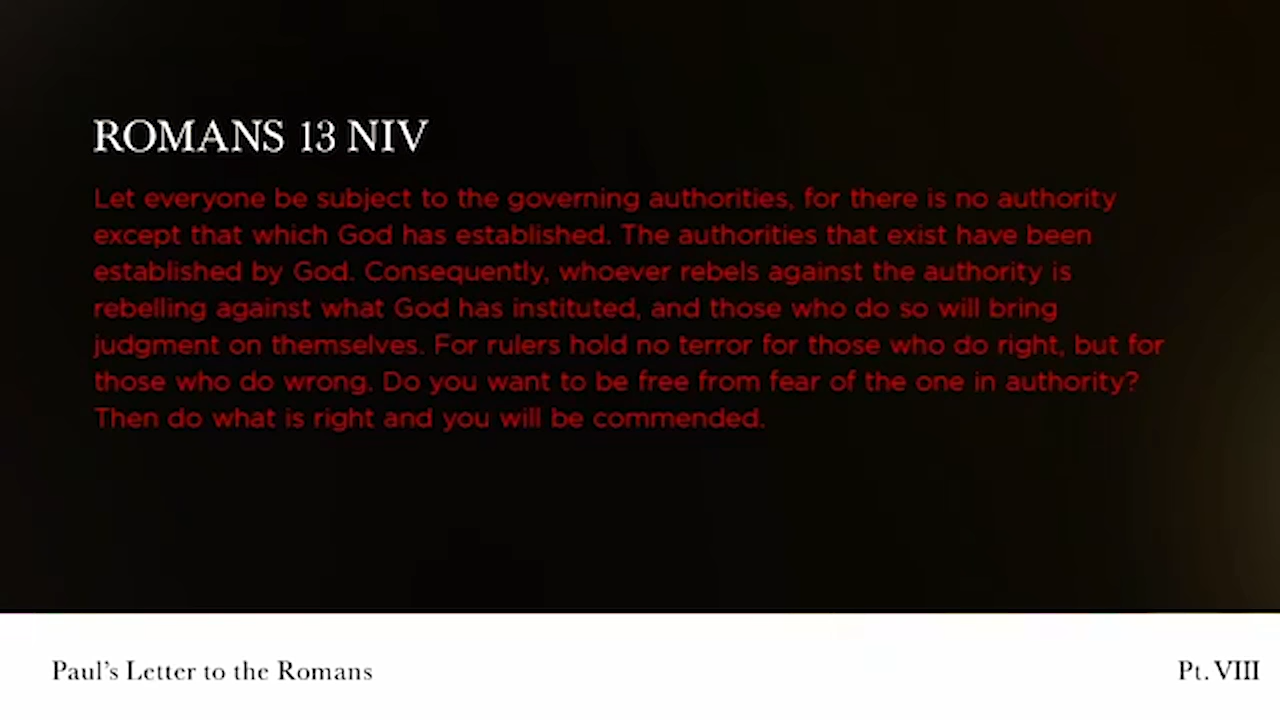 ROMANS 13 NIV
Let everyone be subject to the governing authorities, for there is no authority
except that which God has established. The authorities that exist have been
established by God. Consequently, whoever rebels against the authority is
rebelling against what God has instituted, and those who do so will bring
judgment on themselves. For rulers hold no terror for those who do right, but for
those who do wrong. Do you want to be free from fear of the one in authority?
Then do what is right and you will be commended.
Paul's Letter to the Romans
Pt. VIII